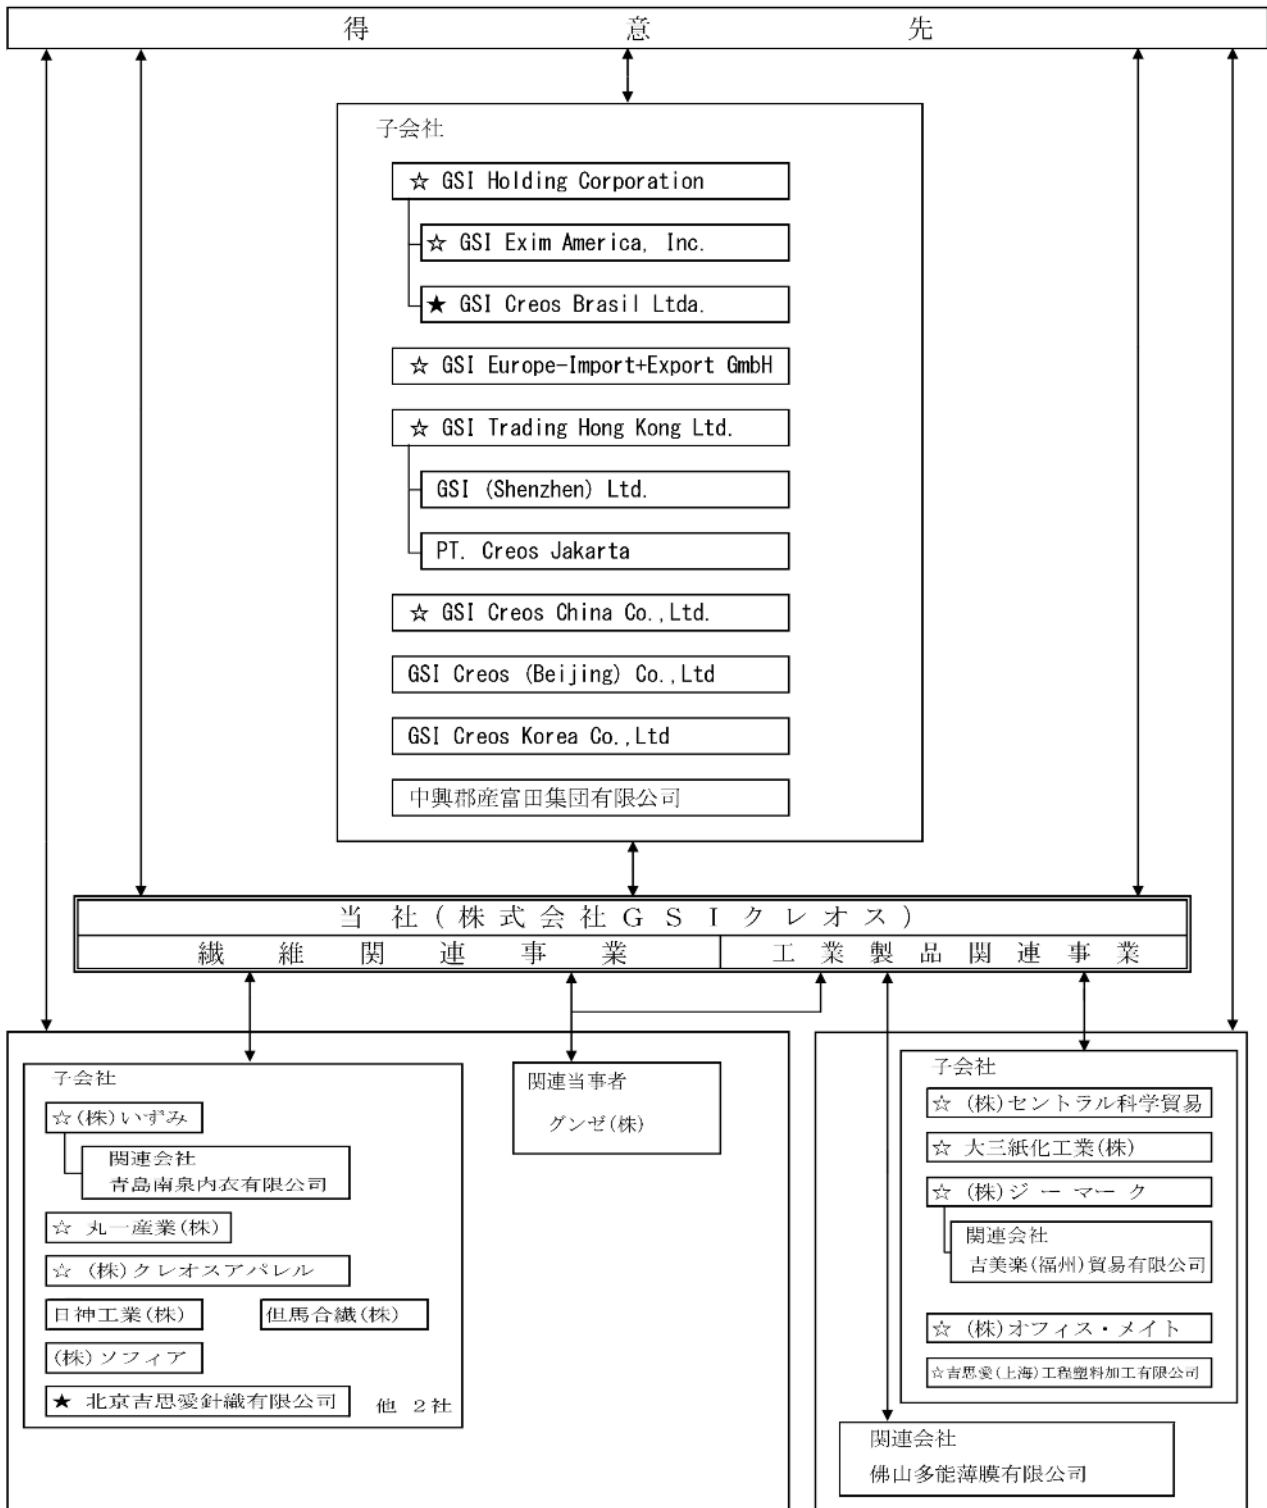 得意先
子会社
☆ GSI Holding Corporation
☆ GSI Exim America, Inc.
★ GSI Creos Brasil Ltda.
☆ GSI Europe-Import+Export GmbH
☆ GSI Trading Hong Kong Ltd.
GSI (Shenzhen) Ltd.
PT. Creos Jakarta
☆ GSI Creos China Co.,Ltd.
GSI Creos (Beijing) Co.,Ltd
GSI Creos Korea Co.,Ltd
中興郡産富田集団有限公司
当社(株式会社GSIクレオス)
繊維関連事業
工業製品関連事業
子会社
☆(株)いずみ
関連会社
青島南泉内衣有限公司
☆ 丸一産業(株)
☆ (株)クレオスアパレル
日神工業(株)
但馬合繊(株)
(株)ソフィア
★ 北京吉思愛針織有限公司
他 2社
関連当事者
グンゼ(株)
子会社
☆ (株)セントラル科学貿易
☆ 大三紙化工業(株)
☆ (株)ジーマーク
関連会社
吉美楽(福州)貿易有限公司
☆ (株)オフィス・メイト
☆吉思愛(上海)工程塑料加工有限公司
関連会社
佛山多能薄膜有限公司